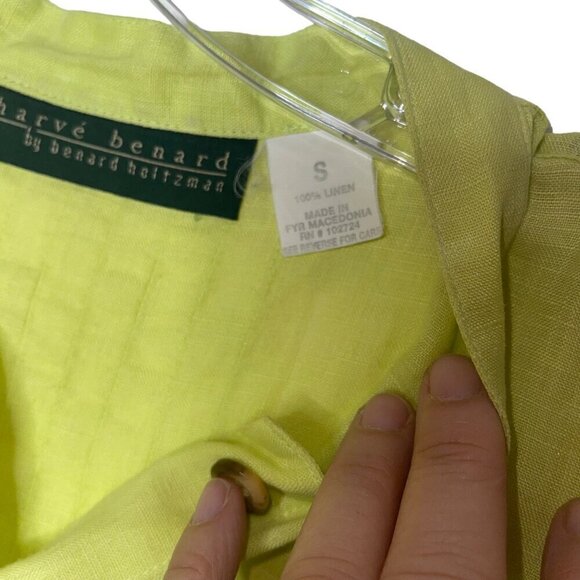 harvé benard
by benard holtzman
S
100% LINEN
MADE IN
FYR MACEDONIA
RN # 102724
SEE REVERSE FOR CARE